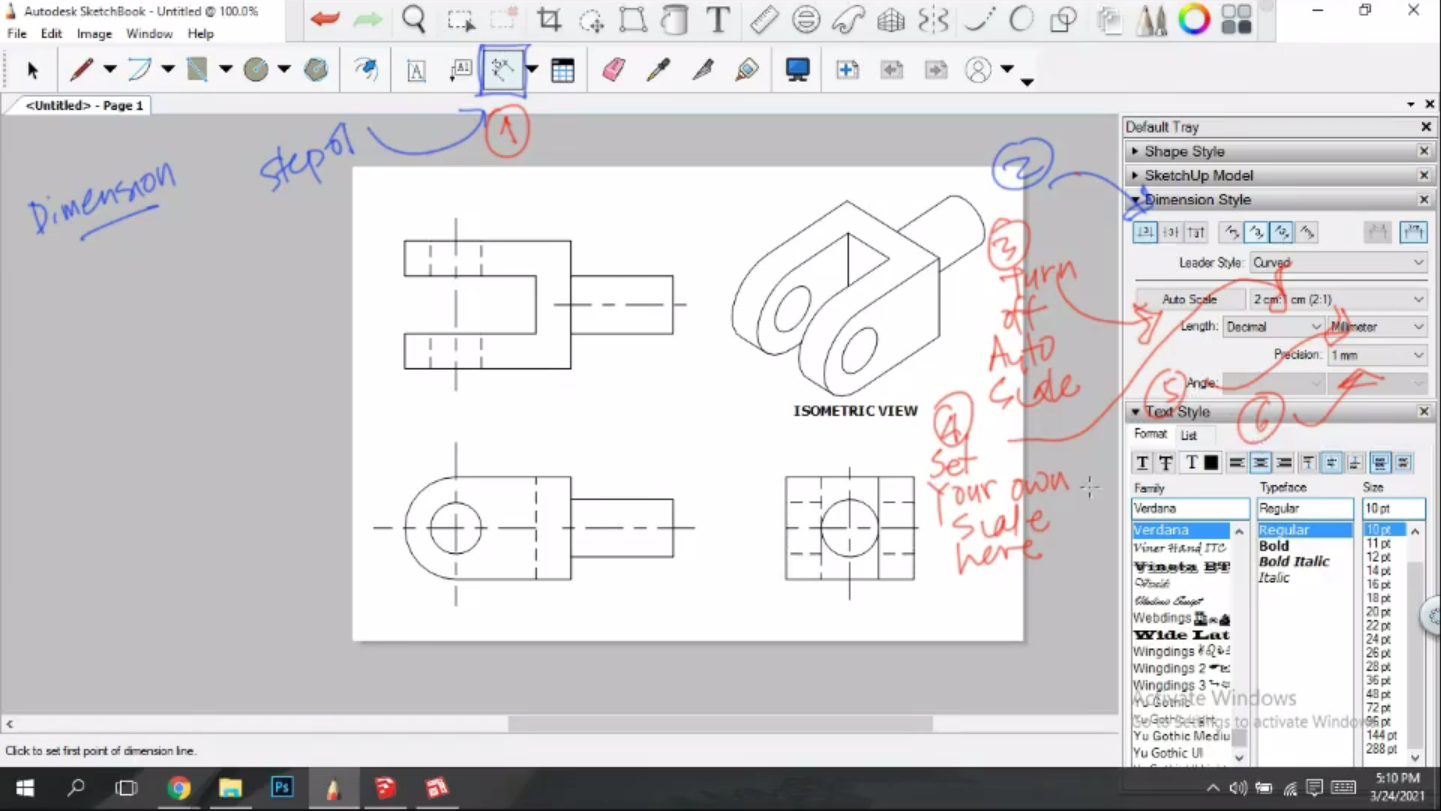 Autodesk SketchBook - Untitled @ 100.0%
File Edit Image Window Help
T
A A1
<Untitled> - Page 1
1
step 01
Dimension
2
3
Turn
off
Auto
Scale
4
Set
Your own
scale
here
5
6
ISOMETRIC VIEW
Default Tray
Shape Style
SketchUp Model
Dimension Style
Leader Style: Curved
Auto Scale 2 cm:1 cm (2:1)
Length: Decimal Millimeter
Precision: 1 mm
Angle:
Text Style
Format List
Family Typeface Size
Verdana Regular 10 pt
Verdana Regular 10 pt
Viner Hand ITC Bold 11 pt
Vineta BT Bold Italic 12 pt
Vivaldi Italic 14 pt
16 pt
Vladimir Script 18 pt
Webdings 20 pt
Wide Lat 22 pt
Wingdings 24 pt
Wingdings 2 26 pt
Wingdings 3 28 pt
Yu Gothic 36 pt
Yu Gothic Light 48 pt
Yu Gothic Mediu 72 pt
Yu Gothic UI 96 pt
144 pt
288 pt
Activate Windows
Go to Settings to activate Windows.
Click to set first point of dimension line.
Ps
5:10 PM
3/24/2021